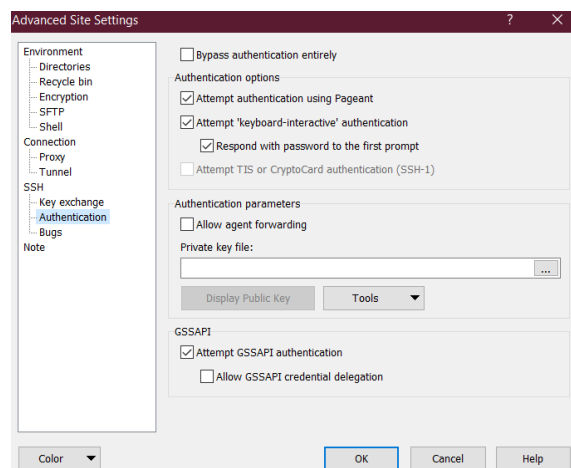 Advanced Site Settings
?
Environment
Directories
Recycle bin
Encryption
SFTP
Shell
Connection
Proxy
Tunnel
SSH
Key exchange
Authentication
Bugs
Note
Bypass authentication entirely
Authentication options
Attempt authentication using Pageant
Attempt 'keyboard-interactive' authentication
Respond with password to the first prompt
Attempt TIS or CryptoCard authentication (SSH-1)
Authentication parameters
Allow agent forwarding
Private key file:
...
Display Public Key
Tools
GSSAPI
Attempt GSSAPI authentication
Allow GSSAPI credential delegation
Color
OK
Cancel
Help